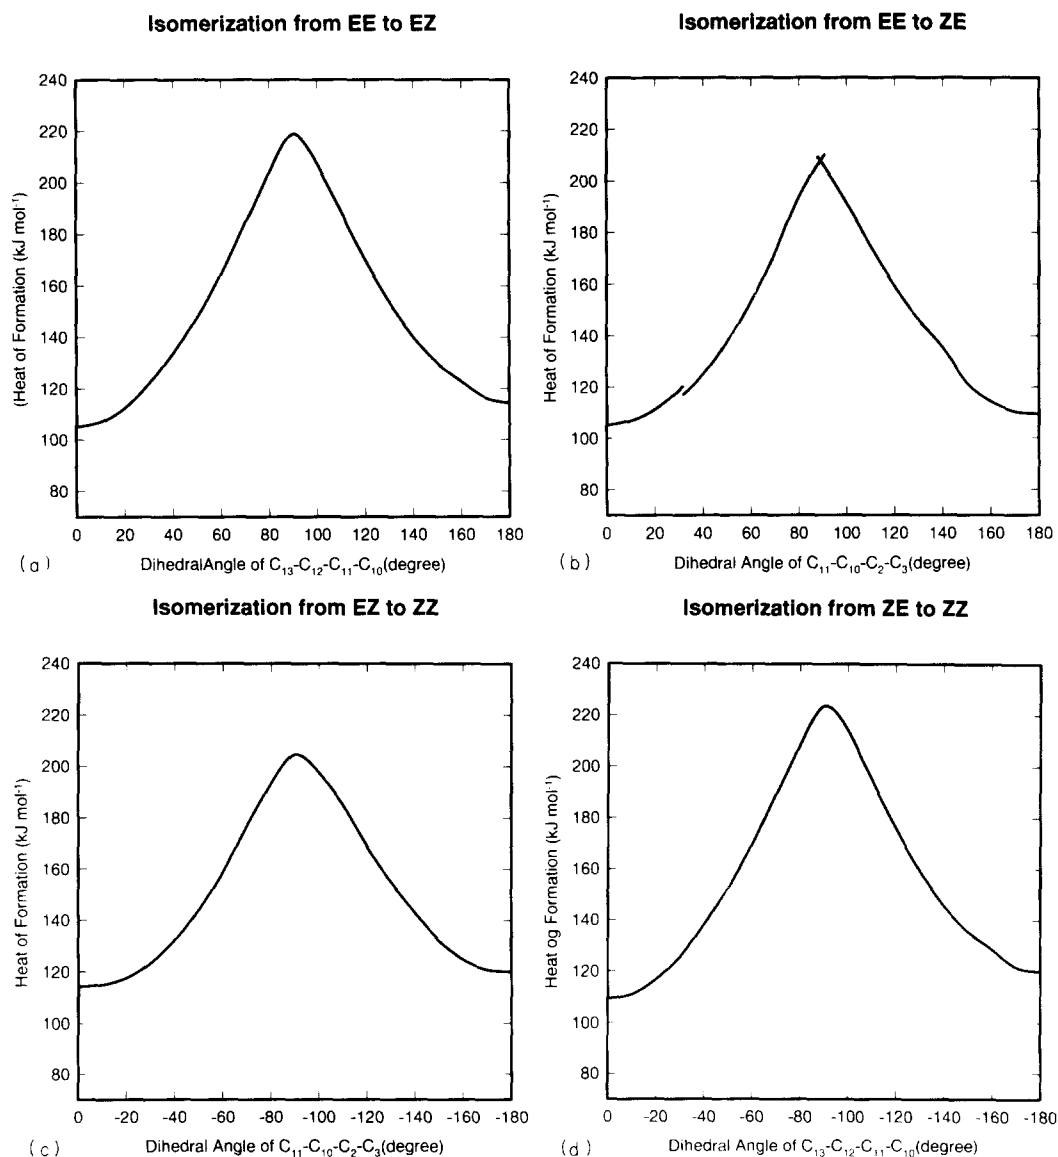 Isomerization from EE to EZ
240
220
200
180
160
140
120
100
80
(Heat of Formation (kJ mol⁻¹)
0 20 40 60 80 100 120 140 160 180
(a) DihedralAngle of C₁₃-C₁₂-C₁₁-C₁₀(degree)
Isomerization from EE to ZE
240
220
200
180
160
140
120
100
80
Heat of Formation (kJ mol⁻¹)
0 20 40 60 80 100 120 140 160 180
(b) Dihedral Angle of C₁₁-C₁₀-C₂-C₃(degree)
Isomerization from EZ to ZZ
240
220
200
180
160
140
120
100
80
Heat of Formation (kJ mol⁻¹)
0 -20 -40 -60 -80 -100 -120 -140 -160 -180
(c) Dihedral Angle of C₁₁-C₁₀-C₂-C₃(degree)
Isomerization from ZE to ZZ
240
220
200
180
160
140
120
100
80
Heat og Formation (kJ mol⁻¹)
0 -20 -40 -60 -80 -100 -120 -140 -160 -180
(d) Dihedral Angle of C₁₃-C₁₂-C₁₁-C₁₀(degree)